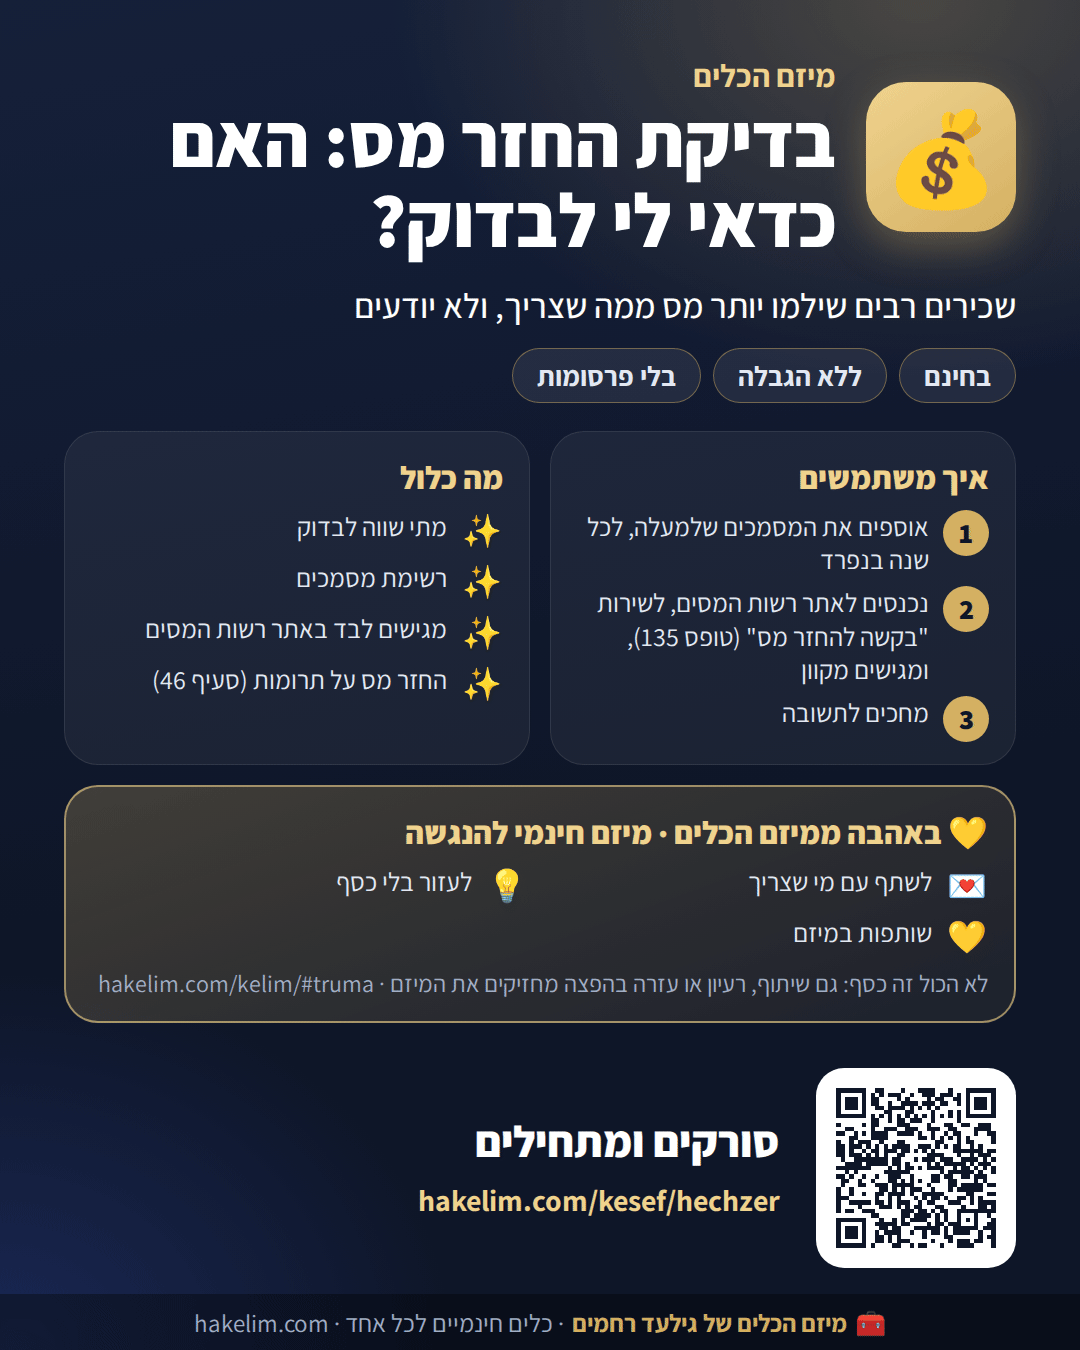 מיזם הכלים
בדיקת החזר מס: האם
כדאי לי לבדוק?
שכירים רבים שילמו יותר מס ממה שצריך, ולא יודעים
בחינם
ללא הגבלה
בלי פרסומות
איך משתמשים
1 אוספים את המסמכים שלמעלה, לכל
שנה בנפרד
2 נכנסים לאתר רשות המסים, לשירות
"בקשה להחזר מס" (טופס 135),
ומגישים מקוון
3 מחכים לתשובה
מה כלול
מתי שווה לבדוק
רשימת מסמכים
מגישים לבד באתר רשות המסים
החזר מס על תרומות (סעיף 46)
באהבה ממיזם הכלים · מיזם חינמי להנגשה
לשתף עם מי שצריך
לעזור בלי כסף
שותפות במיזם
לא הכול זה כסף: גם שיתוף, רעיון או עזרה בהפצה מחזיקים את המיזם · hakelim.com/kelim/#truma
סורקים ומתחילים
hakelim.com/kesef/hechzer
מיזם הכלים של גילעד רחמים · כלים חינמיים לכל אחד · hakelim.com